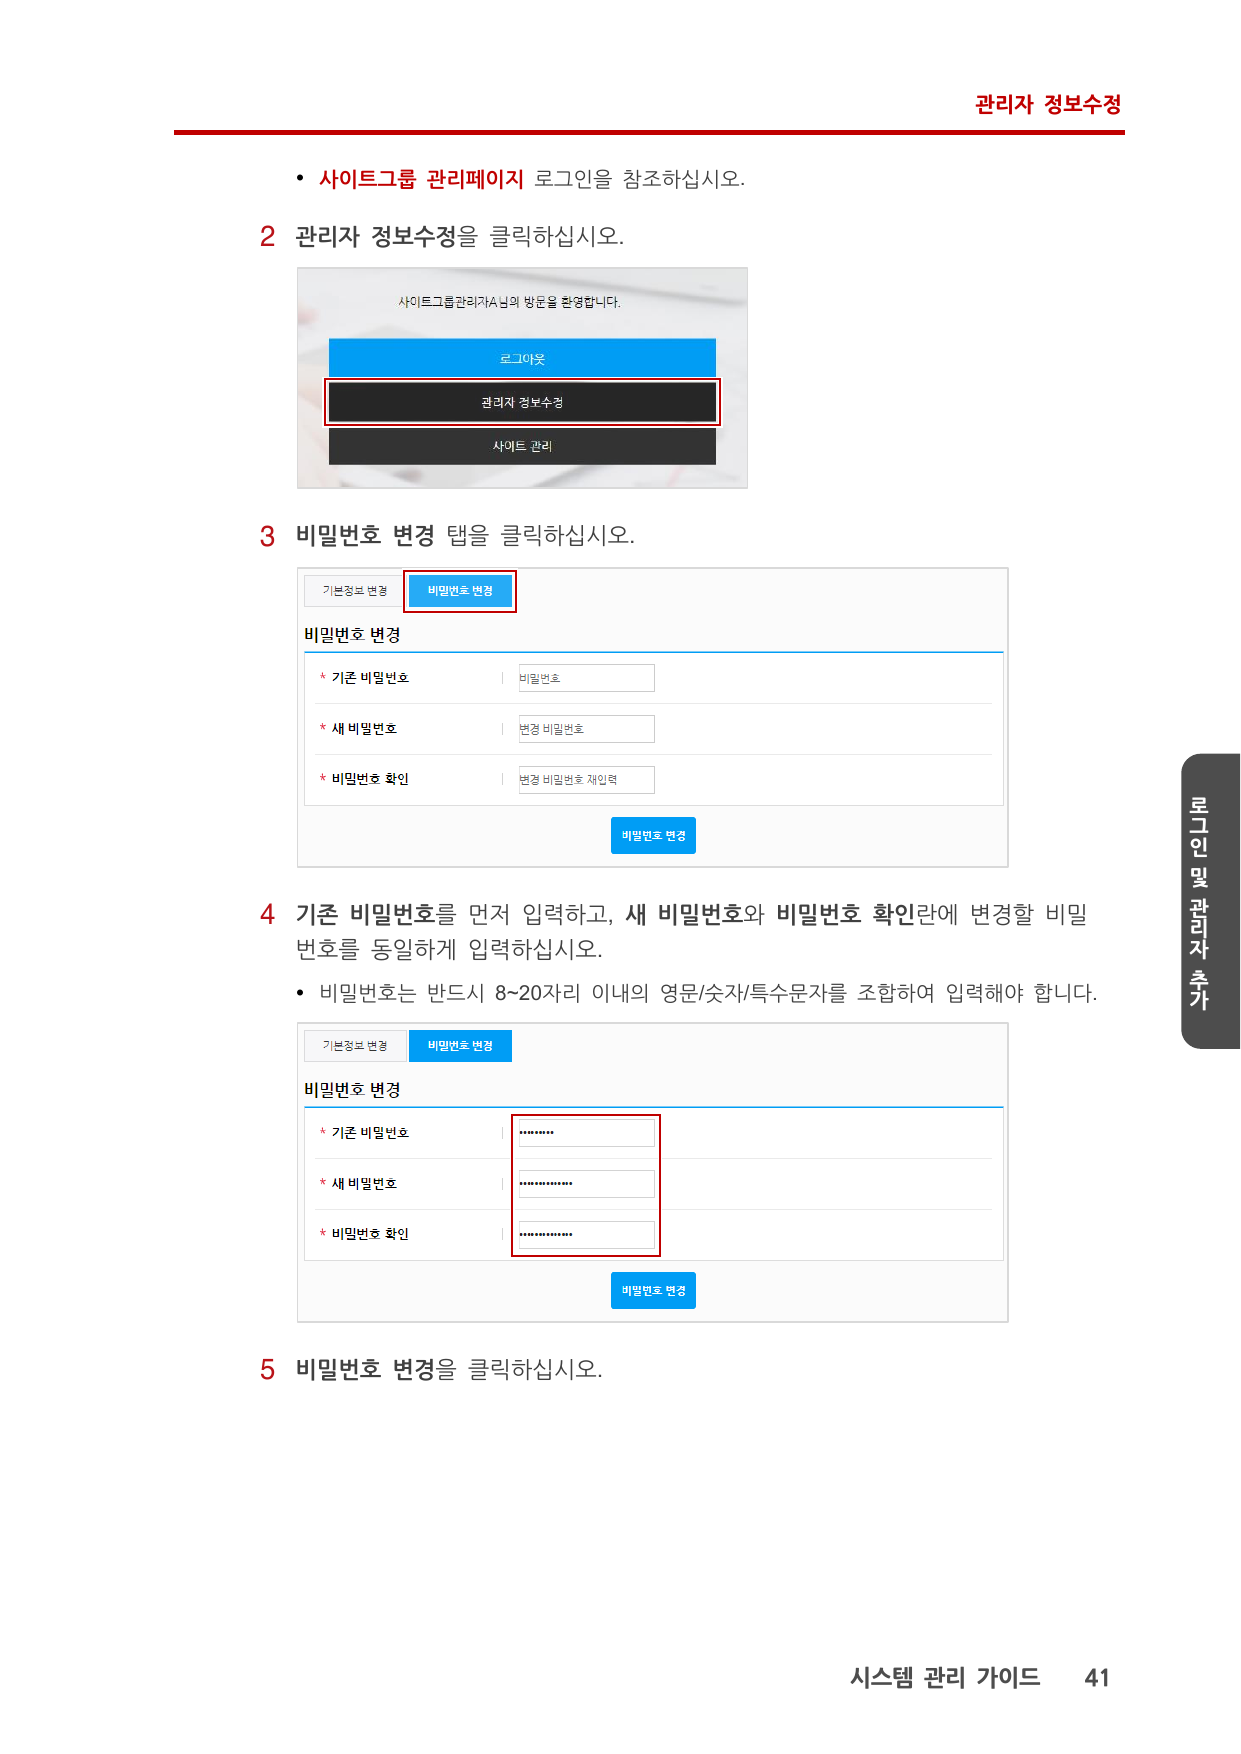 관리자 정보수정
• 사이트그룹 관리페이지 로그인을 참조하십시오.
2 관리자 정보수정을 클릭하십시오.
사이트그룹관리자A님의 방문을 환영합니다.
로그아웃
관리자 정보수정
사이트 관리
3 비밀번호 변경 탭을 클릭하십시오.
기본정보 변경 비밀번호 변경
비밀번호 변경
* 기존 비밀번호 | 비밀번호
* 새 비밀번호 | 변경 비밀번호
* 비밀번호 확인 | 변경 비밀번호 재입력
비밀번호 변경
4 기존 비밀번호를 먼저 입력하고, 새 비밀번호와 비밀번호 확인란에 변경할 비밀
번호를 동일하게 입력하십시오.
• 비밀번호는 반드시 8~20자리 이내의 영문/숫자/특수문자를 조합하여 입력해야 합니다.
기본정보 변경 비밀번호 변경
비밀번호 변경
* 기존 비밀번호 | •••••••••
* 새 비밀번호 | ••••••••••••••
* 비밀번호 확인 | ••••••••••••••
비밀번호 변경
5 비밀번호 변경을 클릭하십시오.
로그인 및 관리자 추가
시스템 관리 가이드 41